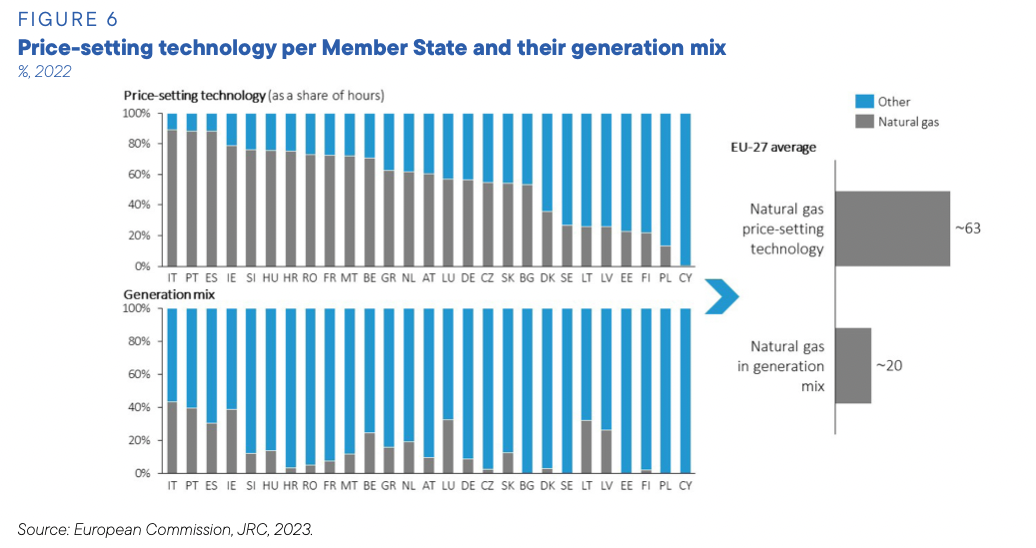 FIGURE 6
Price-setting technology per Member State and their generation mix
%, 2022
Price-setting technology (as a share of hours)
100%
80%
60%
40%
20%
0%
IT PT ES IE SI HU HR RO FR MT BE GR NL AT LU DE CZ SK BG DK SE LT LV EE FI PL CY
Generation mix
100%
80%
60%
40%
20%
0%
IT PT ES IE SI HU HR RO FR MT BE GR NL AT LU DE CZ SK BG DK SE LT LV EE FI PL CY
Other
Natural gas
EU-27 average
Natural gas
price-setting
technology
~63
Natural gas
in generation
mix
~20
Source: European Commission, JRC, 2023.